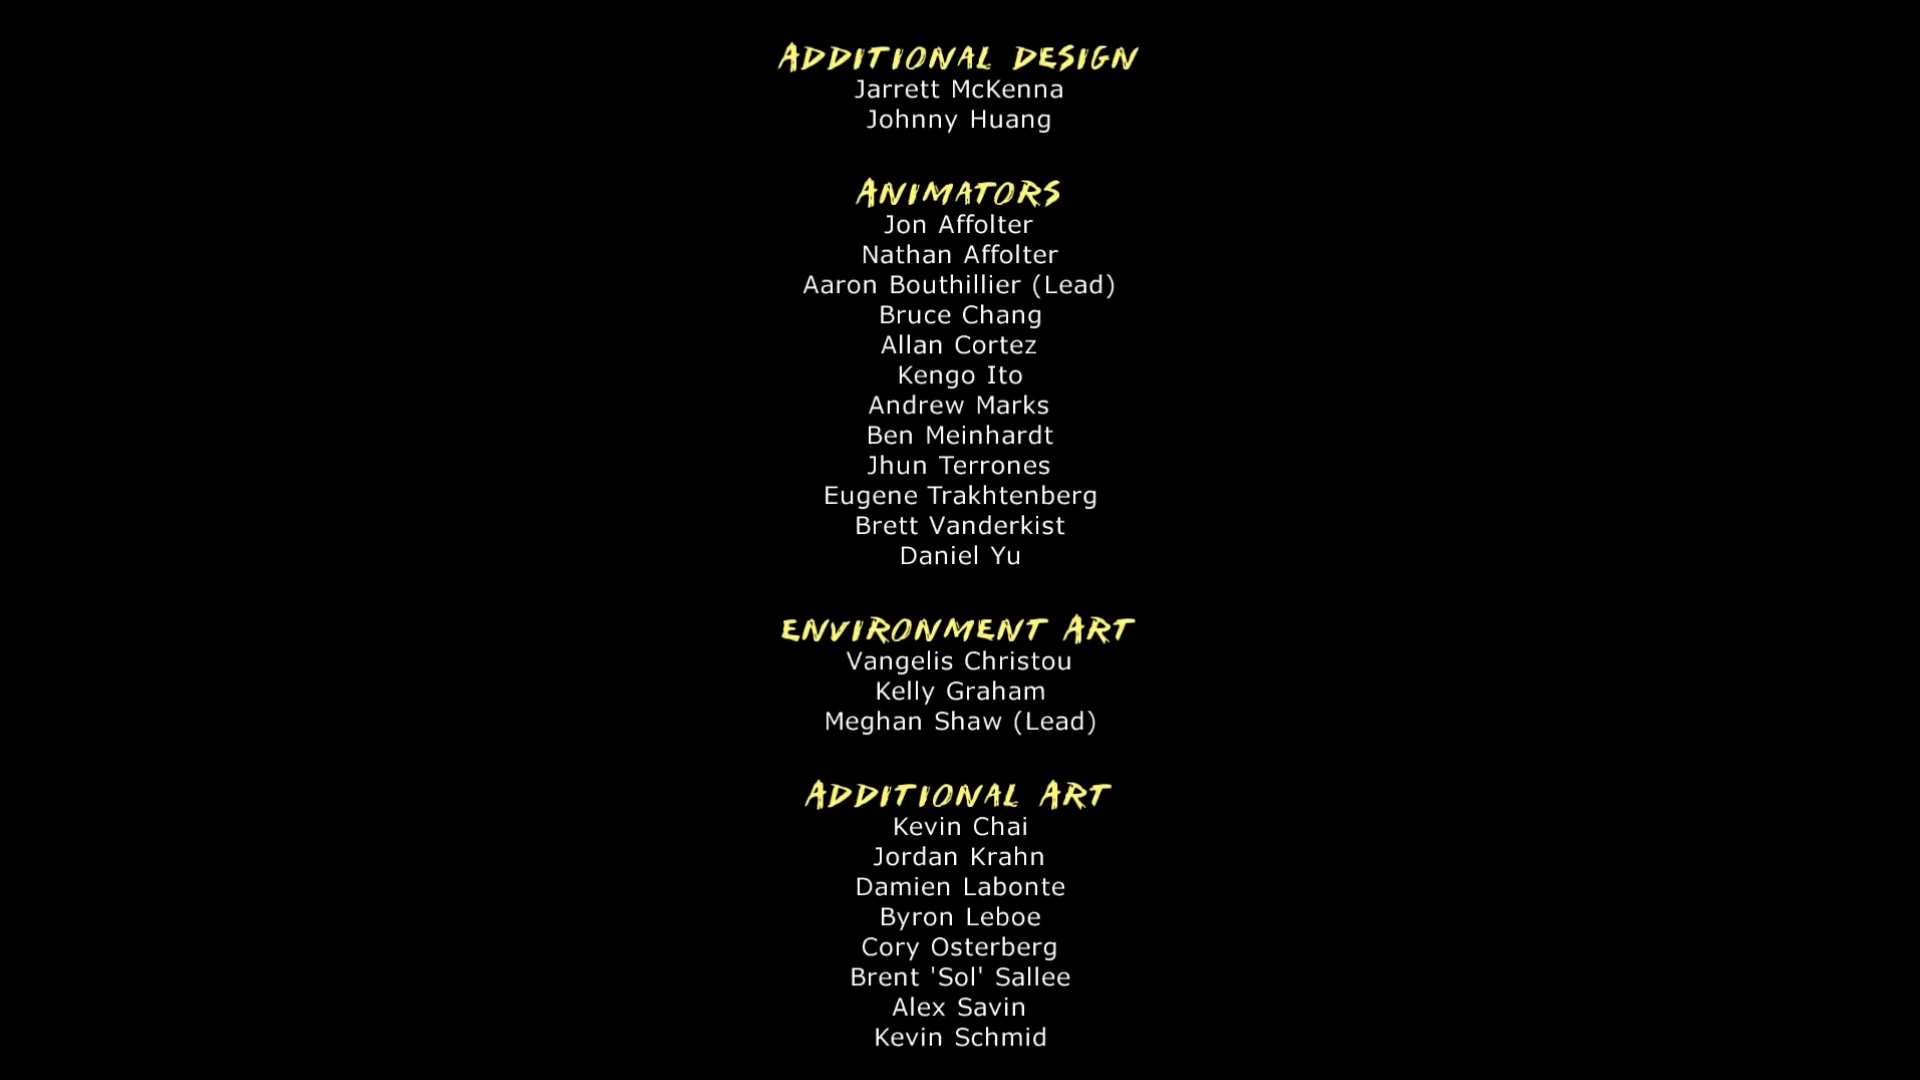 ADDITIONAL DESIGN
Jarrett McKenna
Johnny Huang
ANIMATORS
Jon Affolter
Nathan Affolter
Aaron Bouthillier (Lead)
Bruce Chang
Allan Cortez
Kengo Ito
Andrew Marks
Ben Meinhardt
Jhun Terrones
Eugene Trakhtenberg
Brett Vanderkist
Daniel Yu
ENVIRONMENT ART
Vangelis Christou
Kelly Graham
Meghan Shaw (Lead)
ADDITIONAL ART
Kevin Chai
Jordan Krahn
Damien Labonte
Byron Leboe
Cory Osterberg
Brent 'Sol' Sallee
Alex Savin
Kevin Schmid